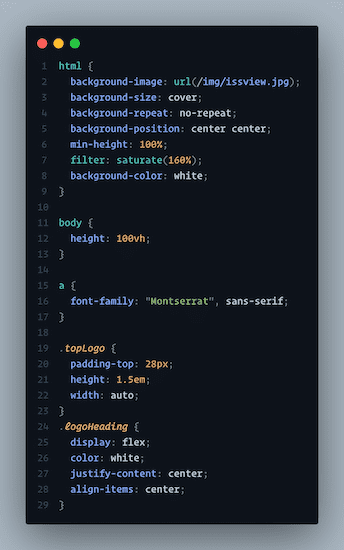 1 html {
2 background-image: url(/img/issview.jpg);
3 background-size: cover;
4 background-repeat: no-repeat;
5 background-position: center center;
6 min-height: 100%;
7 filter: saturate(160%);
8 background-color: white;
9 }
10
11 body {
12 height: 100vh;
13 }
14
15 a {
16 font-family: "Montserrat", sans-serif;
17 }
18
19 .topLogo {
20 padding-top: 28px;
21 height: 1.5em;
22 width: auto;
23 }
24 .logoHeading {
25 display: flex;
26 color: white;
27 justify-content: center;
28 align-items: center;
29 }